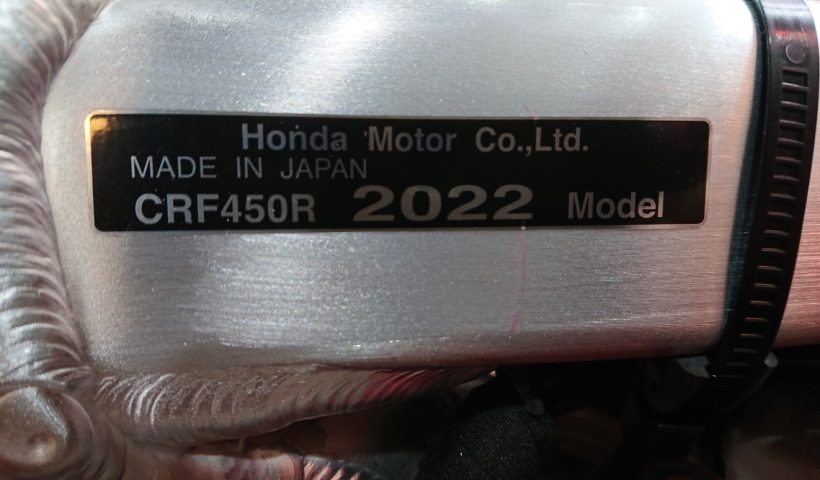 Honda Motor Co.,Ltd.
MADE IN JAPAN
CRF450R 2022 Model